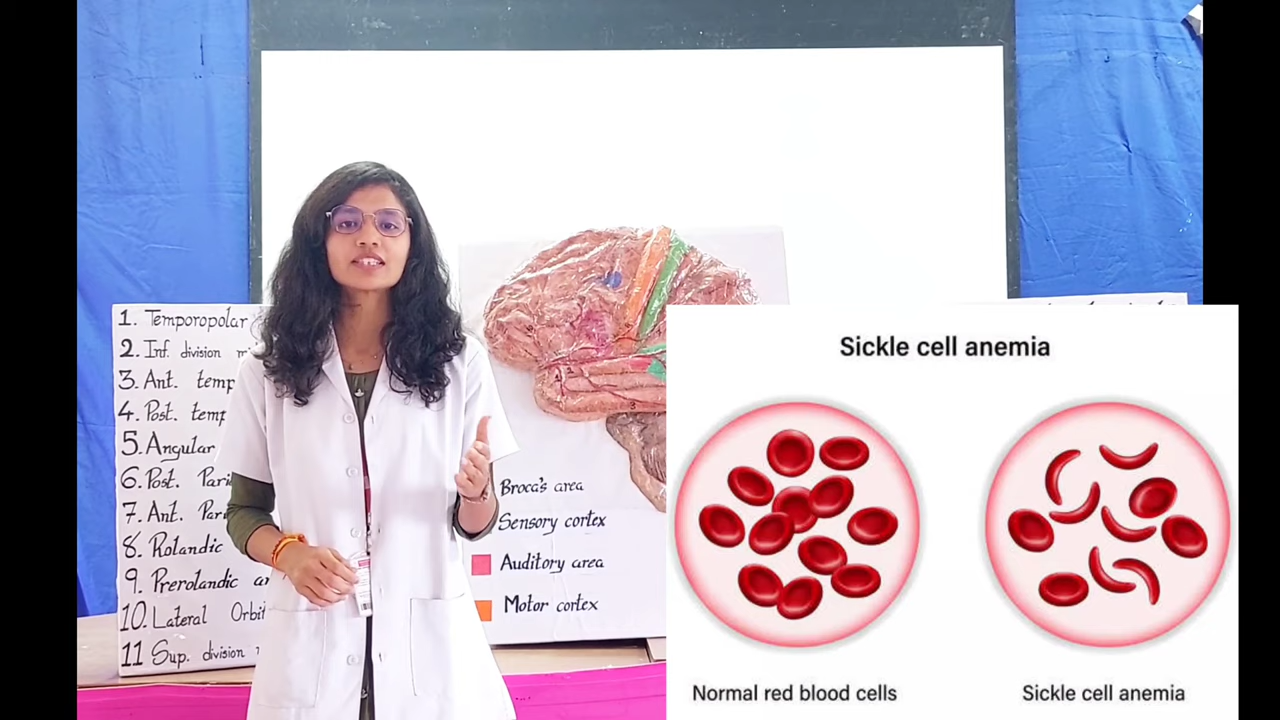 1. Temporopolar
2. Inf. division
3. Ant. temp
4. Post. temp
5. Angular
6. Post. Pari
7. Ant. Pari
8. Rolandic
9. Prerolandic
10. Lateral Orbit
11 Sup. division
Broca's area
Sensory cortex
Auditory area
Motor cortex
Sickle cell anemia
Normal red blood cells
Sickle cell anemia